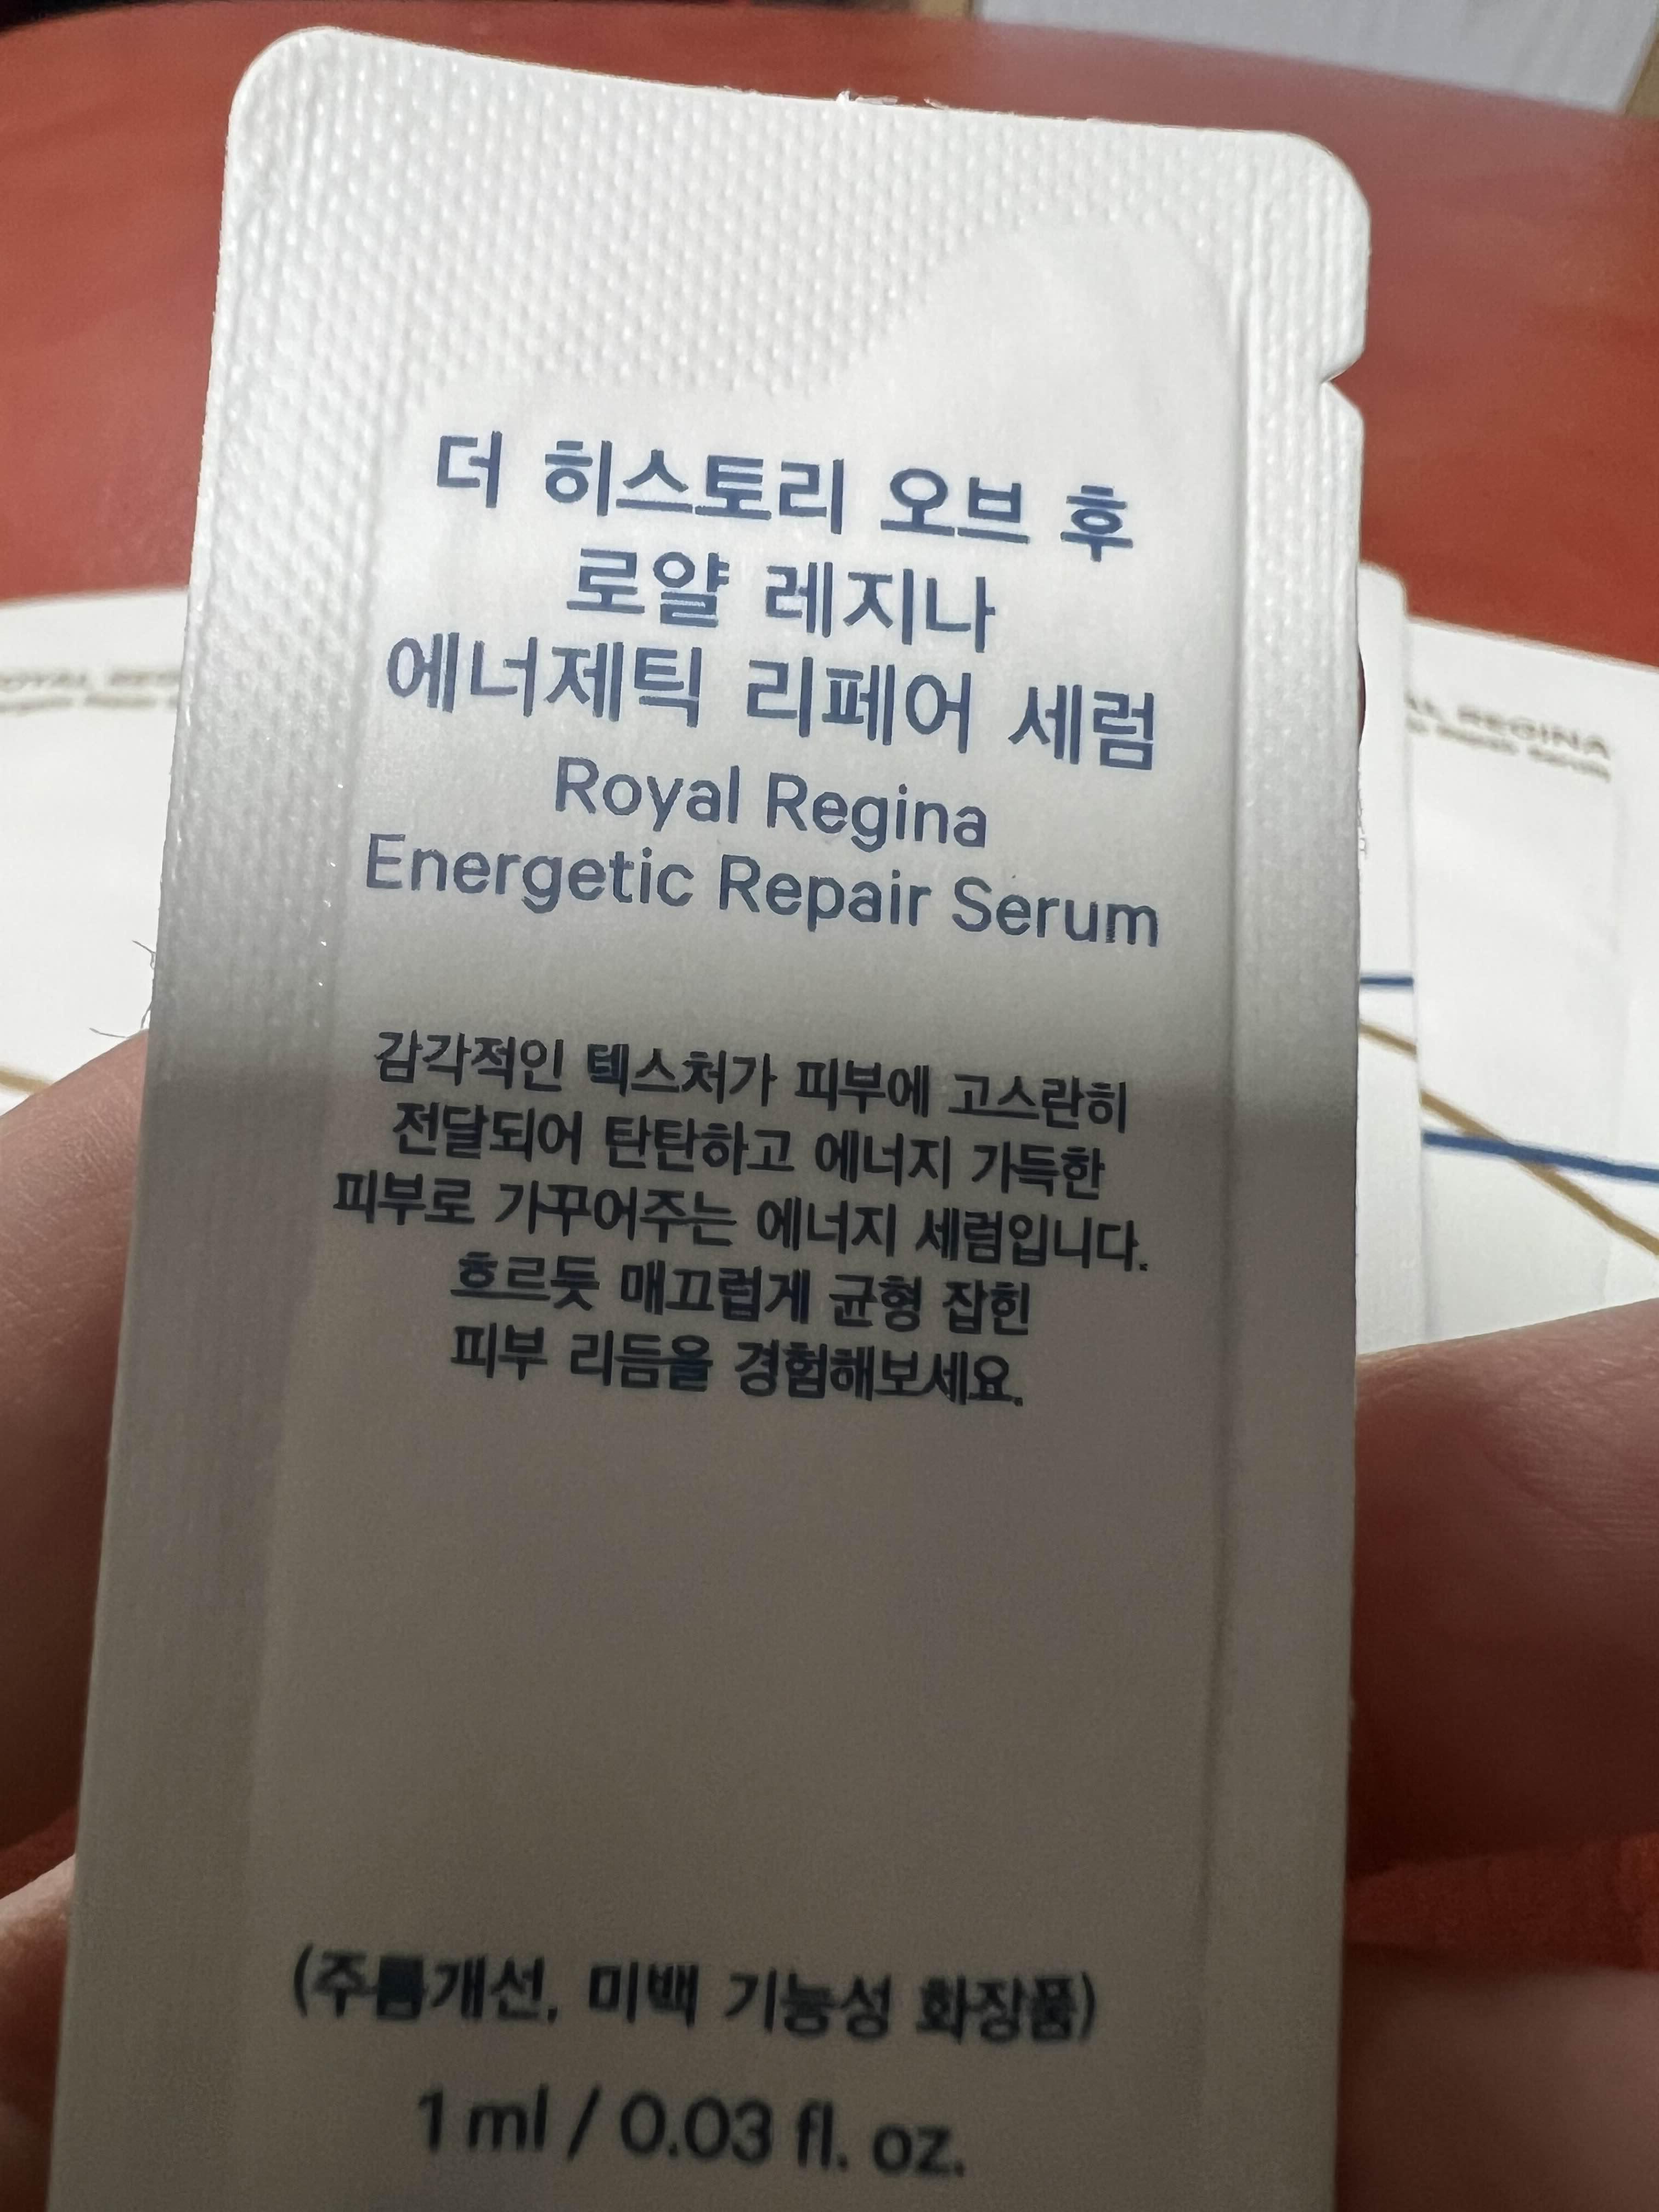 더 히스토리 오브 후
로얄 레지나
에너제틱 리페어 세럼
Royal Regina
Energetic Repair Serum
감각적인 텍스처가 피부에 고스란히
전달되어 탄탄하고 에너지 가득한
피부로 가꾸어주는 에너지 세럼입니다.
흐르듯 매끄럽게 균형 잡힌
피부 리듬을 경험해보세요.
(주름개선, 미백 기능성 화장품)
1 ml / 0.03 fl. oz.
REGINA